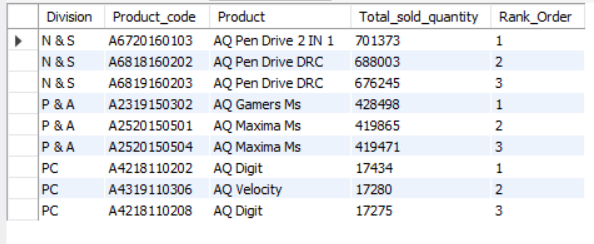 Division Product_code Product Total_sold_quantity Rank_Order
N & S A6720160103 AQ Pen Drive 2 IN 1 701373 1
N & S A6818160202 AQ Pen Drive DRC 688003 2
N & S A6819160203 AQ Pen Drive DRC 676245 3
P & A A2319150302 AQ Gamers Ms 428498 1
P & A A2520150501 AQ Maxima Ms 419865 2
P & A A2520150504 AQ Maxima Ms 419471 3
PC A4218110202 AQ Digit 17434 1
PC A4319110306 AQ Velocity 17280 2
PC A4218110208 AQ Digit 17275 3